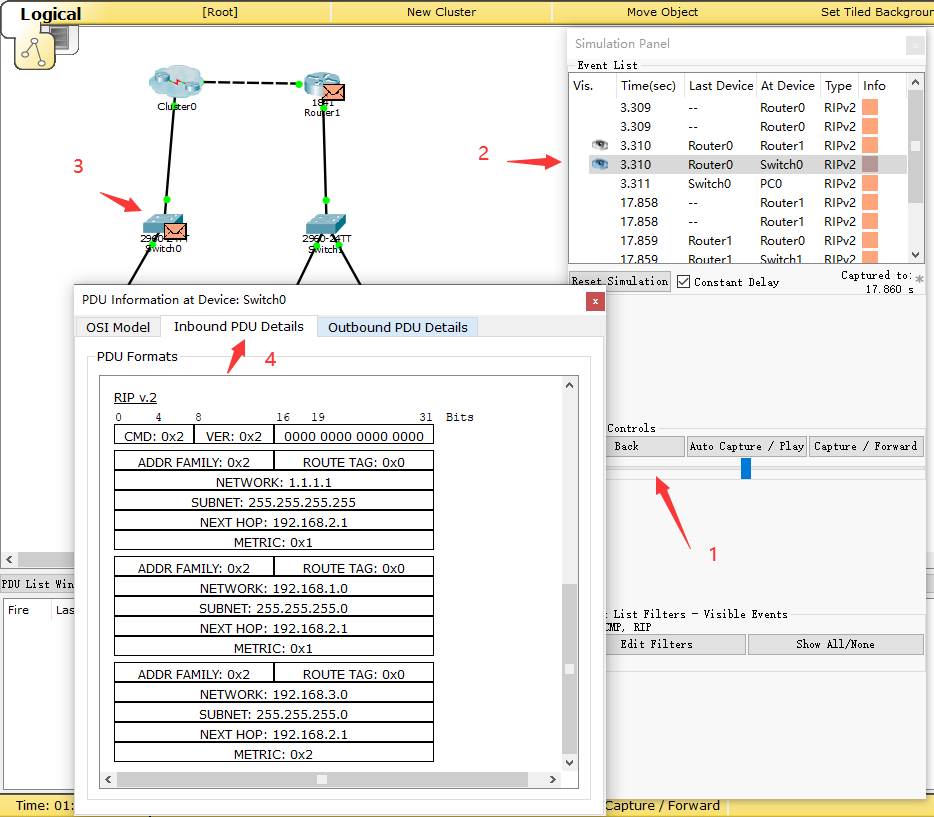 Logical
[Root]
New Cluster
Move Object
Set Tiled Backgroun
Cluster0
1841
Router1
3
2960-24TT
Switch0
2960-24TT
Switch1
2
Simulation Panel
x
Event List
Vis. Time(sec) Last Device At Device Type Info
3.309 -- Router0 RIPv2
3.309 -- Router0 RIPv2
3.310 Router0 Router1 RIPv2
3.310 Router0 Switch0 RIPv2
3.311 Switch0 PC0 RIPv2
17.858 -- Router1 RIPv2
17.858 -- Router1 RIPv2
17.859 Router1 Router0 RIPv2
17.859 Router1 Switch1 RIPv2
Reset Simulation
Constant Delay
Captured to: *
17.860 s
Controls
Back
Auto Capture / Play
Capture / Forward
1
List Filters - Visible Events
RIP
Edit Filters
Show All/None
PDU Information at Device: Switch0
x
OSI Model
Inbound PDU Details
Outbound PDU Details
4
PDU Formats
RIP v.2
0 4 8 16 19 31 Bits
CMD: 0x2 VER: 0x2 0000 0000 0000 0000
ADDR FAMILY: 0x2 ROUTE TAG: 0x0
NETWORK: 1.1.1.1
SUBNET: 255.255.255.255
NEXT HOP: 192.168.2.1
METRIC: 0x1
ADDR FAMILY: 0x2 ROUTE TAG: 0x0
NETWORK: 192.168.1.0
SUBNET: 255.255.255.0
NEXT HOP: 192.168.2.1
METRIC: 0x1
ADDR FAMILY: 0x2 ROUTE TAG: 0x0
NETWORK: 192.168.3.0
SUBNET: 255.255.255.0
NEXT HOP: 192.168.2.1
METRIC: 0x2
PDU List Win
Fire Las
Time: 01:
Capture / Forward